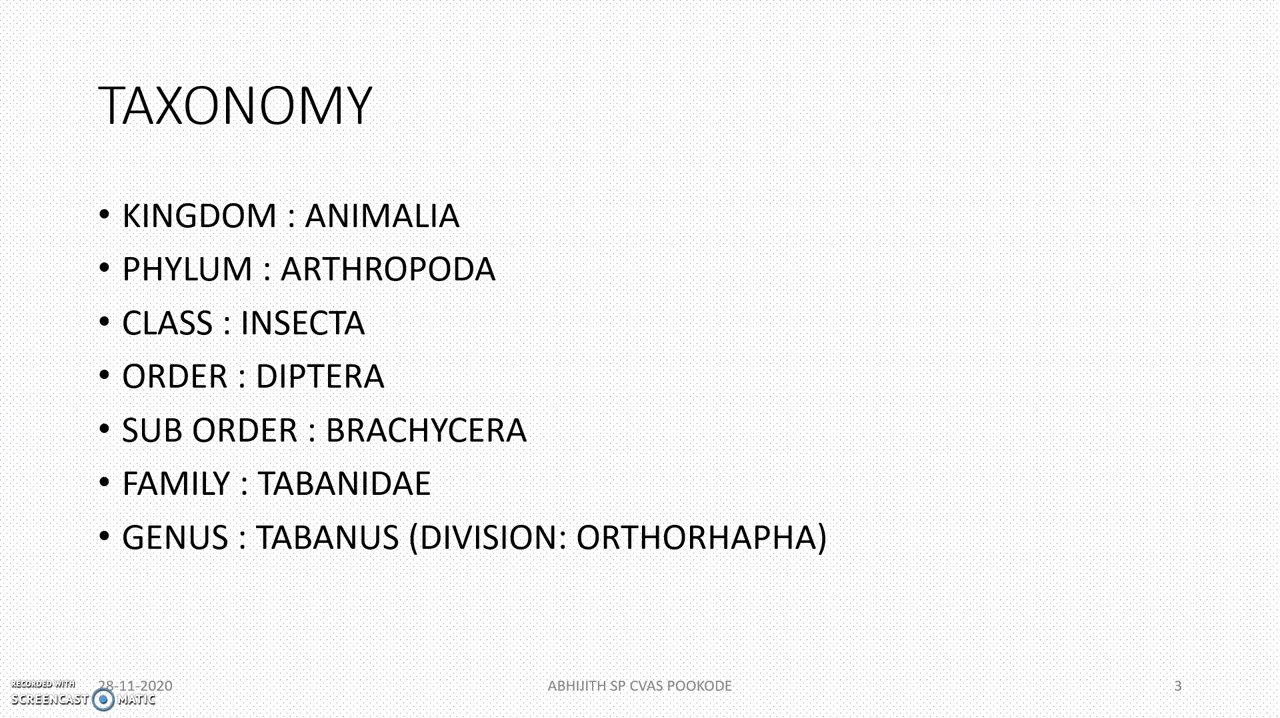 TAXONOMY
• KINGDOM : ANIMALIA
• PHYLUM : ARTHROPODA
• CLASS : INSECTA
• ORDER : DIPTERA
• SUB ORDER : BRACHYCERA
• FAMILY : TABANIDAE
• GENUS : TABANUS (DIVISION: ORTHORHAPHA)
28-11-2020 ABHIJITH SP CVAS POOKODE 3
RECORDED WITH
SCREENCAST MATIC